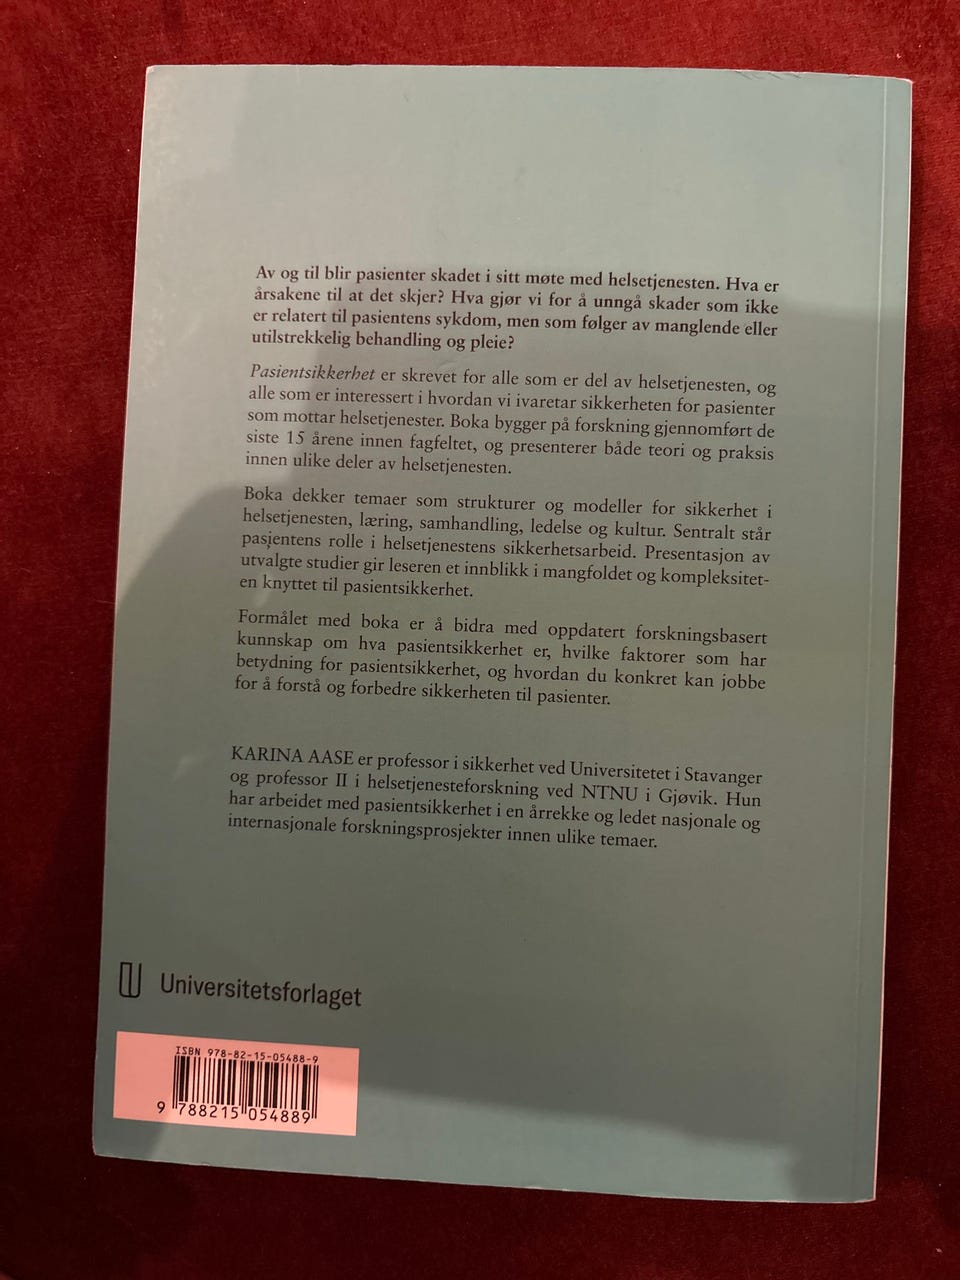 Av og til blir pasienter skadet i sitt møte med helsetjenesten. Hva er
årsakene til at det skjer? Hva gjør vi for å unngå skader som ikke
er relatert til pasientens sykdom, men som følger av manglende eller
utilstrekkelig behandling og pleie?
Pasientsikkerhet er skrevet for alle som er del av helsetjenesten, og
alle som er interessert i hvordan vi ivaretar sikkerheten for pasienter
som mottar helsetjenester. Boka bygger på forskning gjennomført de
siste 15 årene innen fagfeltet, og presenterer både teori og praksis
innen ulike deler av helsetjenesten.
Boka dekker temaer som strukturer og modeller for sikkerhet i
helsetjenesten, læring, samhandling, ledelse og kultur. Sentralt står
pasientens rolle i helsetjenestens sikkerhetsarbeid. Presentasjon av
utvalgte studier gir leseren et innblikk i mangfoldet og kompleksitet-
en knyttet til pasientsikkerhet.
Formålet med boka er å bidra med oppdatert forskningsbasert
kunnskap om hva pasientsikkerhet er, hvilke faktorer som har
betydning for pasientsikkerhet, og hvordan du konkret kan jobbe
for å forstå og forbedre sikkerheten til pasienter.
KARINA AASE er professor i sikkerhet ved Universitetet i Stavanger
og professor II i helsetjenesteforskning ved NTNU i Gjøvik. Hun
har arbeidet med pasientsikkerhet i en årrekke og ledet nasjonale og
internasjonale forskningsprosjekter innen ulike temaer.
Universitetsforlaget
ISBN 978-82-15-05488-9
9 788215 054889